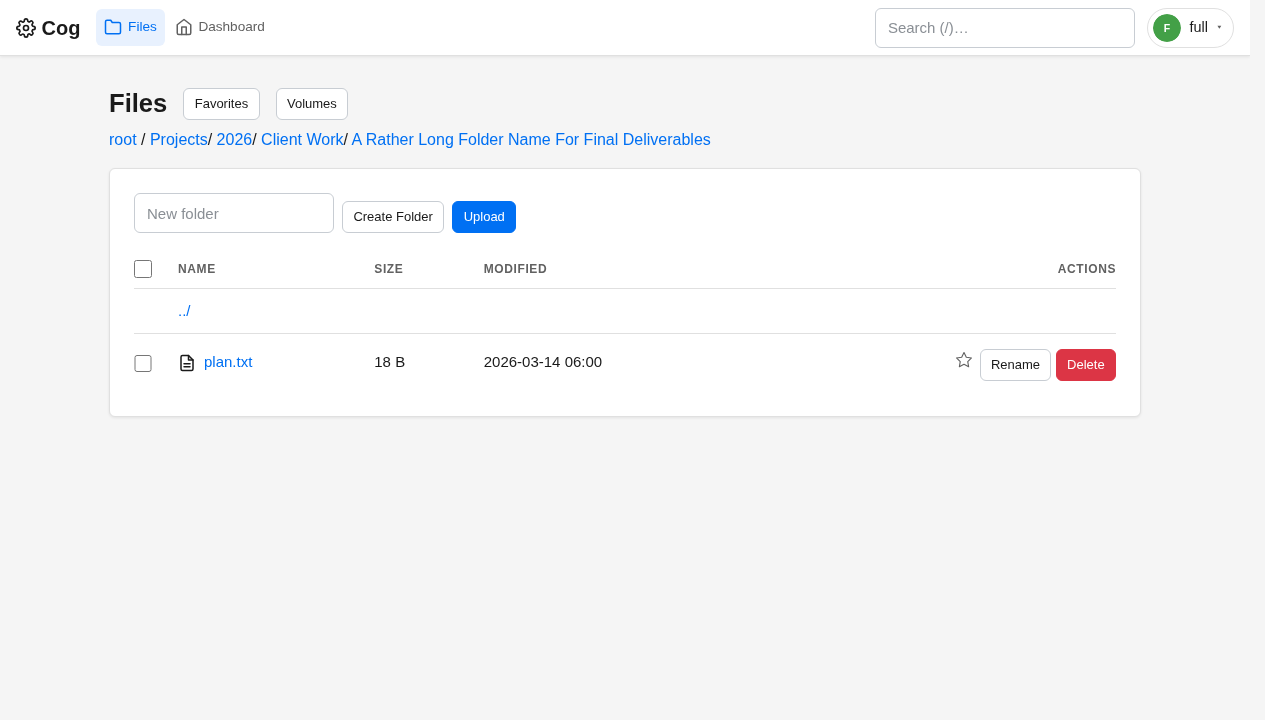 Cog Files Dashboard Search (/)… F full
Files Favorites Volumes
root / Projects/ 2026/ Client Work/ A Rather Long Folder Name For Final Deliverables
New folder Create Folder Upload
NAME SIZE MODIFIED ACTIONS
../
plan.txt 18 B 2026-03-14 06:00 Rename Delete